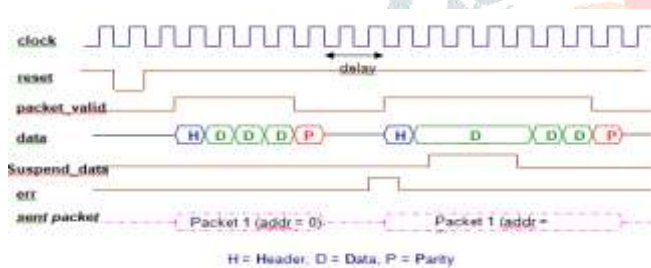 clock
delay
reset
packet_valid
data H D D D P H D D D P
Suspend_data
err
sent packet Packet 1 (addr = 0) Packet 1 (addr =
H = Header, D = Data, P = Parity